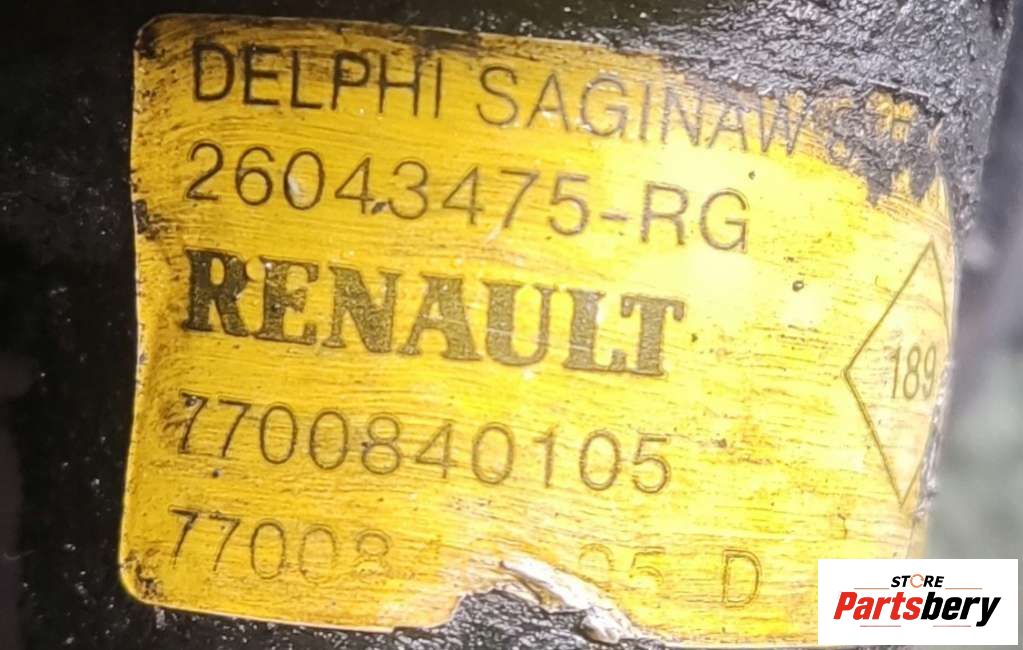 DELPHI SAGINAW
26043475-RG
RENAULT
189
7700840105
D
STORE
Partsbery